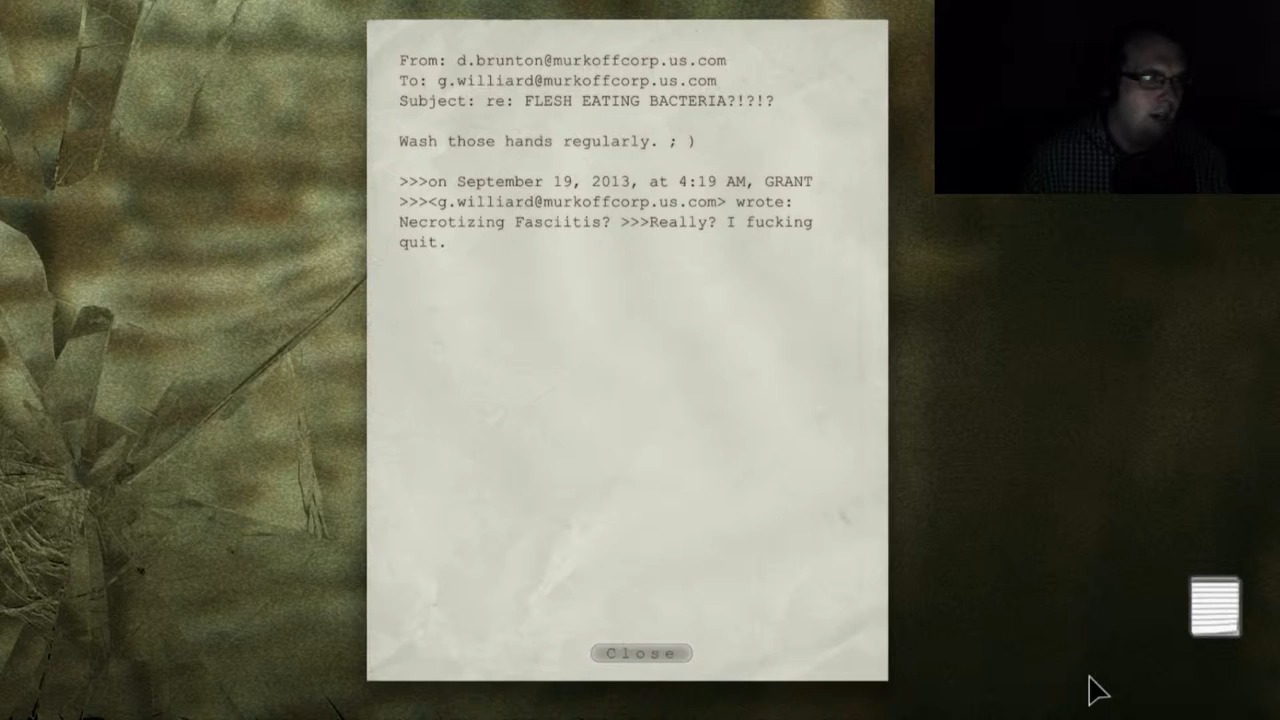 From: d.brunton@murkoffcorp.us.com
To: g.williard@murkoffcorp.us.com
Subject: re: FLESH EATING BACTERIA?!?!?
Wash those hands regularly. ; )
>>>on September 19, 2013, at 4:19 AM, GRANT
>>><g.williard@murkoffcorp.us.com> wrote:
Necrotizing Fasciitis? >>>Really? I fucking
quit.
Close